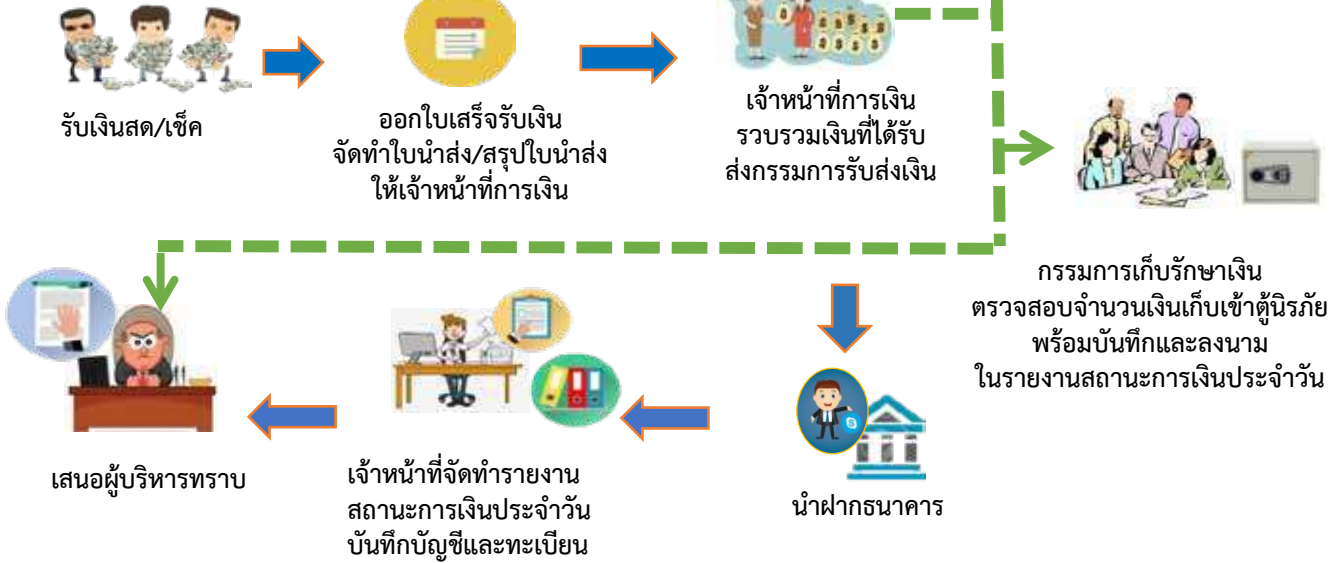 รับเงินสด/เช็ค
ออกใบเสร็จรับเงิน
จัดทำใบนำส่ง/สรุปใบนำส่ง
ให้เจ้าหน้าที่การเงิน
เจ้าหน้าที่การเงิน
รวบรวมเงินที่ได้รับ
ส่งกรรมการรับส่งเงิน
กรรมการเก็บรักษาเงิน
ตรวจสอบจำนวนเงินเก็บเข้าตู้นิรภัย
พร้อมบันทึกและลงนาม
ในรายงานสถานะการเงินประจำวัน
นำฝากธนาคาร
เจ้าหน้าที่จัดทำรายงาน
สถานะการเงินประจำวัน
บันทึกบัญชีและทะเบียน
เสนอผู้บริหารทราบ